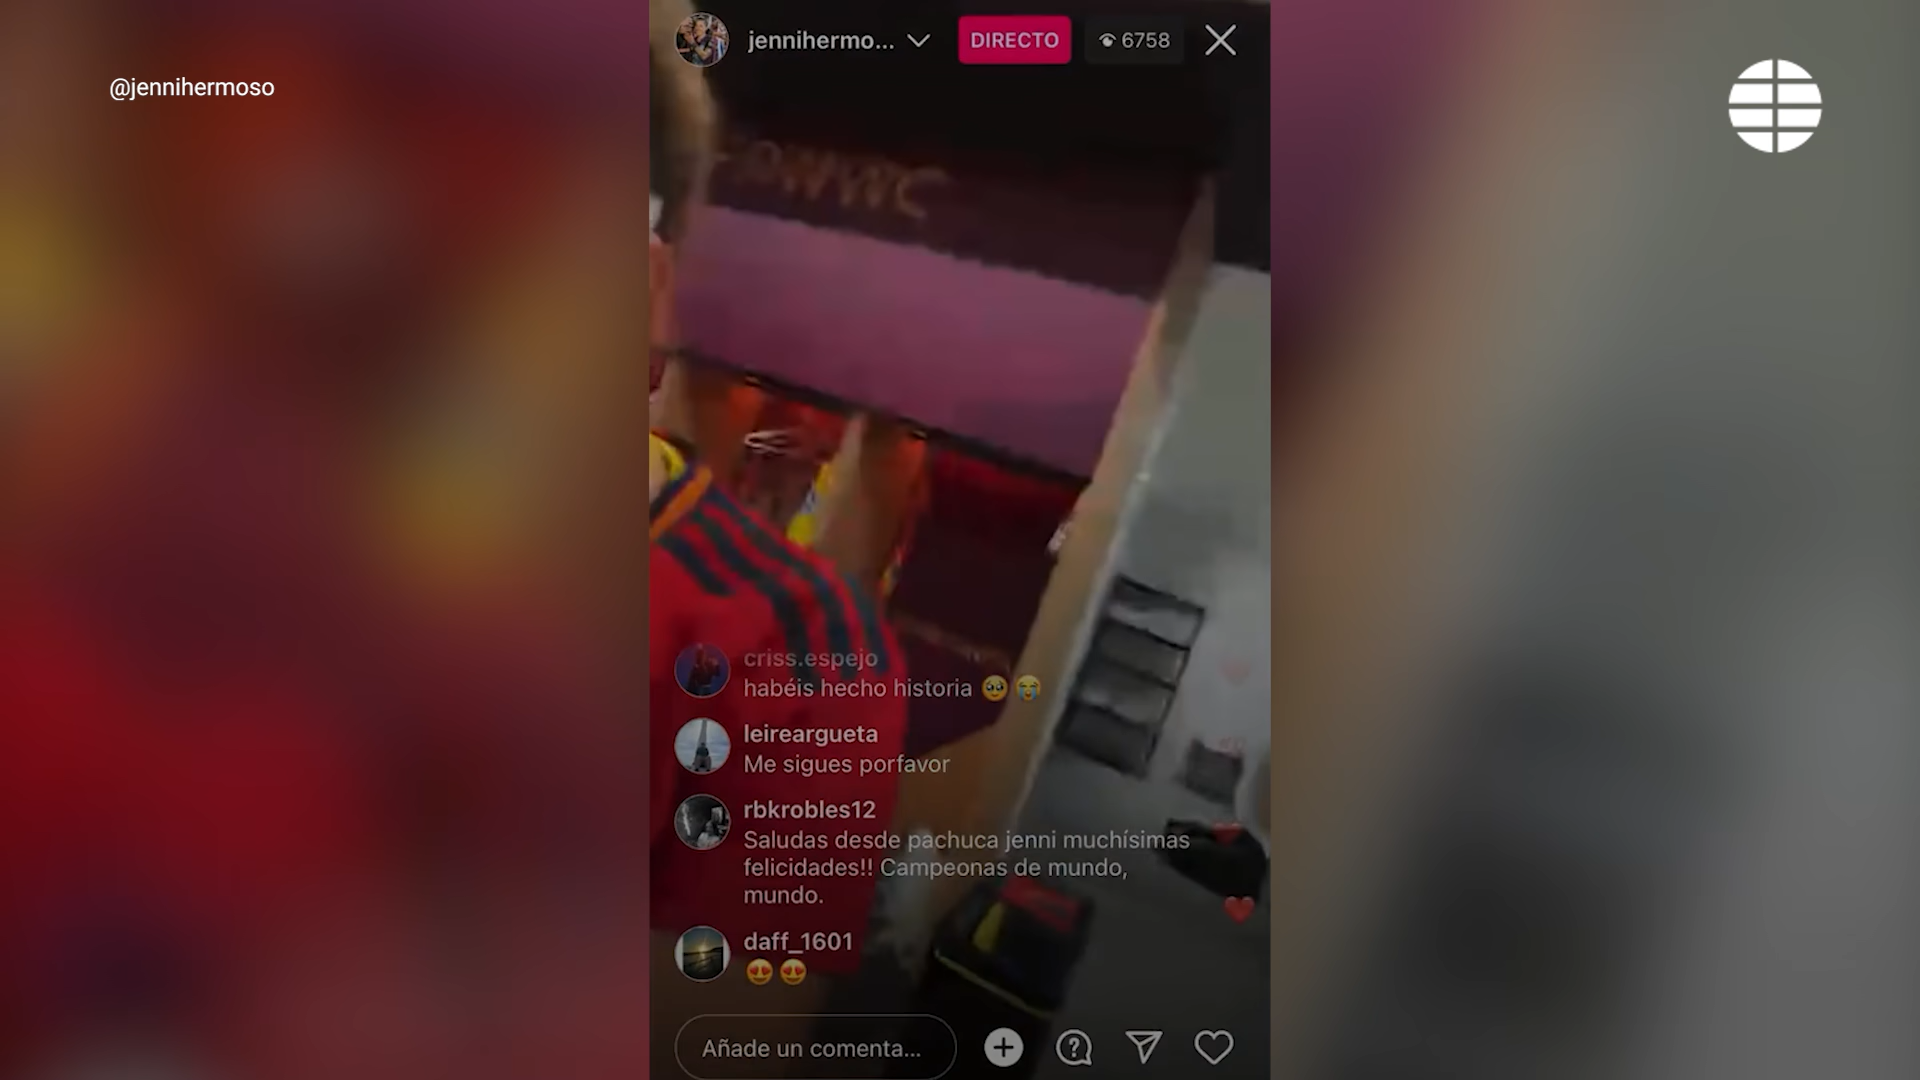 @jennihermoso
jennihermo...
DIRECTO
6758
criss.espejo
habéis hecho historia 🥹 😭
leireargueta
Me sigues porfavor
rbkrobles12
Saludas desde pachuca jenni muchísimas
felicidades!! Campeonas de mundo,
mundo.
daff_1601
😍 😍
Añade un comenta...